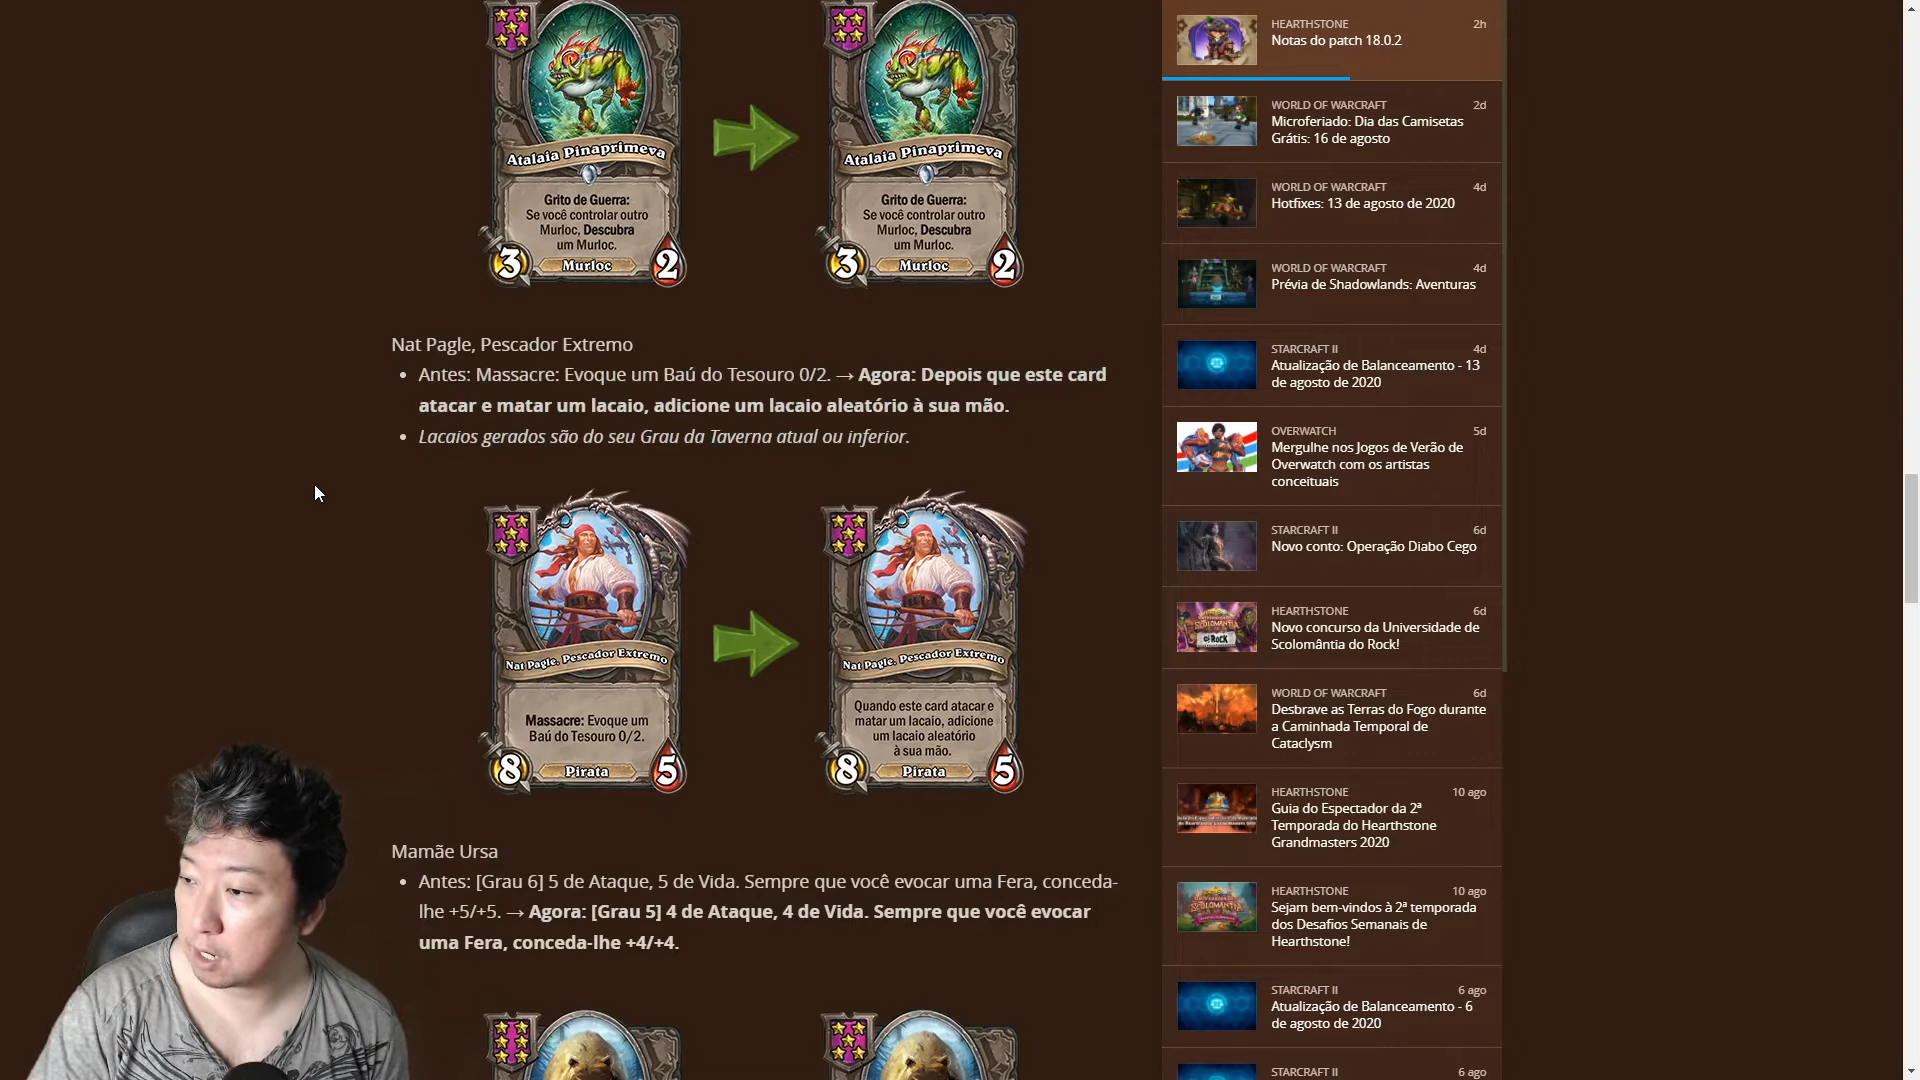 Atalaia Pinaprimeva
Grito de Guerra:
Se você controlar outro
Murloc, Descubra
um Murloc.
3
Murloc
2
Atalaia Pinaprimeva
Grito de Guerra:
Se você controlar outro
Murloc, Descubra
um Murloc.
3
Murloc
2
Nat Pagle, Pescador Extremo
• Antes: Massacre: Evoque um Baú do Tesouro 0/2. → Agora: Depois que este card
atacar e matar um lacaio, adicione um lacaio aleatório à sua mão.
• Lacaios gerados são do seu Grau da Taverna atual ou inferior.
Nat Pagle, Pescador Extremo
Massacre: Evoque um
Baú do Tesouro 0/2.
8
Pirata
5
Nat Pagle, Pescador Extremo
Quando este card atacar e
matar um lacaio, adicione
um lacaio aleatório
à sua mão.
8
Pirata
5
Mamãe Ursa
• Antes: [Grau 6] 5 de Ataque, 5 de Vida. Sempre que você evocar uma Fera, conceda-
lhe +5/+5. → Agora: [Grau 5] 4 de Ataque, 4 de Vida. Sempre que você evocar
uma Fera, conceda-lhe +4/+4.
HEARTHSTONE 2h
Notas do patch 18.0.2
WORLD OF WARCRAFT 2d
Microferiado: Dia das Camisetas
Grátis: 16 de agosto
WORLD OF WARCRAFT 4d
Hotfixes: 13 de agosto de 2020
WORLD OF WARCRAFT 4d
Prévia de Shadowlands: Aventuras
STARCRAFT II 4d
Atualização de Balanceamento - 13
de agosto de 2020
OVERWATCH 5d
Mergulhe nos Jogos de Verão de
Overwatch com os artistas
conceituais
STARCRAFT II 6d
Novo conto: Operação Diabo Cego
HEARTHSTONE 6d
Novo concurso da Universidade de
Scolomântia do Rock!
WORLD OF WARCRAFT 6d
Desbrave as Terras do Fogo durante
a Caminhada Temporal de
Cataclysm
HEARTHSTONE 10 ago
Guia do Espectador da 2ª
Temporada do Hearthstone
Grandmasters 2020
HEARTHSTONE 10 ago
Sejam bem-vindos à 2ª temporada
dos Desafios Semanais de
Hearthstone!
STARCRAFT II 6 ago
Atualização de Balanceamento - 6
de agosto de 2020
STARCRAFT II 6 ago